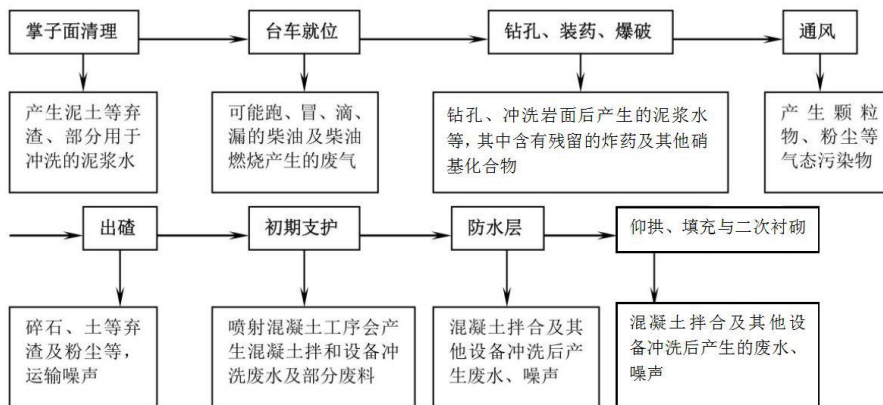 掌子面清理
台车就位
钻孔、装药、爆破
通风
产生泥土等弃
渣、部分用于
冲洗的泥浆水
可能跑、冒、滴、
漏的柴油及柴油
燃烧产生的废气
钻孔、冲洗岩面后产生的泥浆水
等，其中含有残留的炸药及其他硝
基化合物
产生颗粒
物、粉尘等
气态污染物
出碴
初期支护
防水层
仰拱、填充与二次衬砌
碎石、土等弃
渣及粉尘等，
运输噪声
喷射混凝土工序会产
生混凝土拌和设备冲
洗废水及部分废料
混凝土拌合及其
他设备冲洗后产
生废水、噪声
混凝土拌合及其他设
备冲洗后产生的废水、
噪声